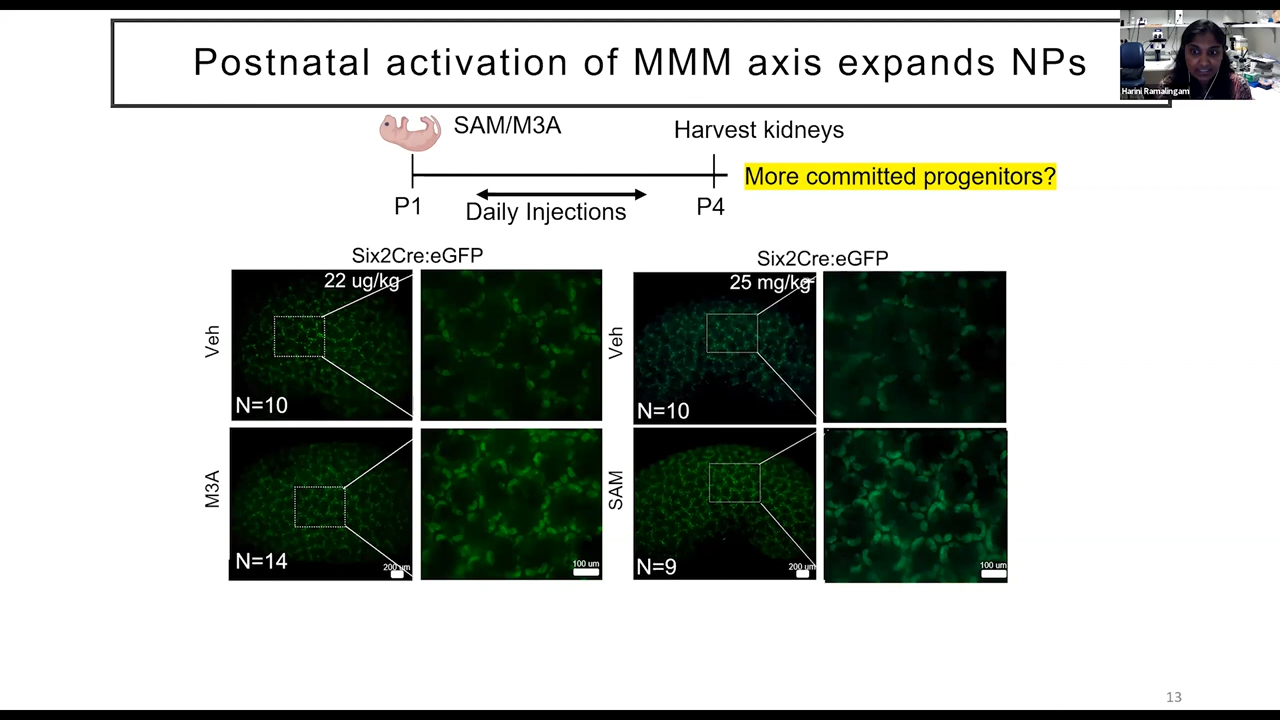 Postnatal activation of MMM axis expands NPs
Harini Ramalingam
SAM/M3A
Harvest kidneys
More committed progenitors?
P1
Daily Injections
P4
Six2Cre:eGFP
22 ug/kg
Veh
N=10
M3A
N=14
200 um
100 um
Six2Cre:eGFP
25 mg/kg
Veh
N=10
SAM
N=9
200 um
100 um
13